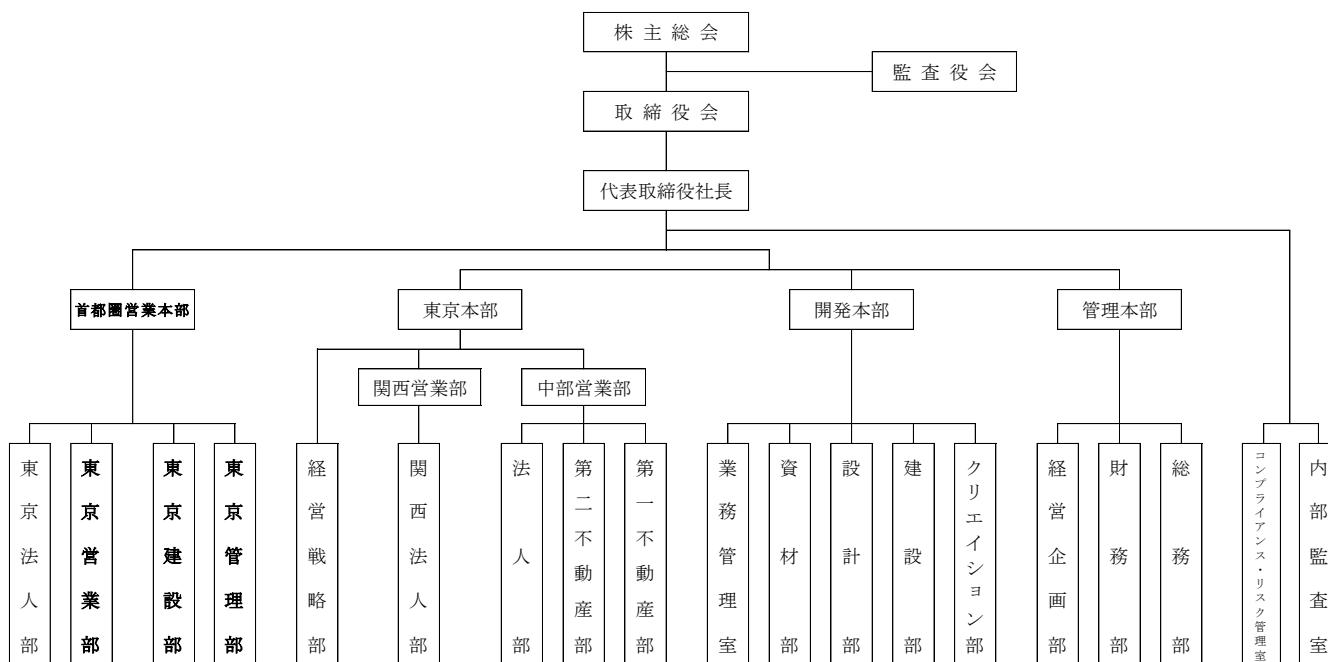 株主総会
監査役会
取締役会
代表取締役社長
首都圏営業本部
東京本部
開発本部
管理本部
関西営業部
中部営業部
東京法人部
東京営業部
東京建設部
東京管理部
経営戦略部
関西法人部
法人部
第二不動産部
第一不動産部
業務管理室
資材部
設計部
建設部
クリエイション部
経営企画部
財務部
総務部
コンプライアンス・リスク管理室
内部監査室